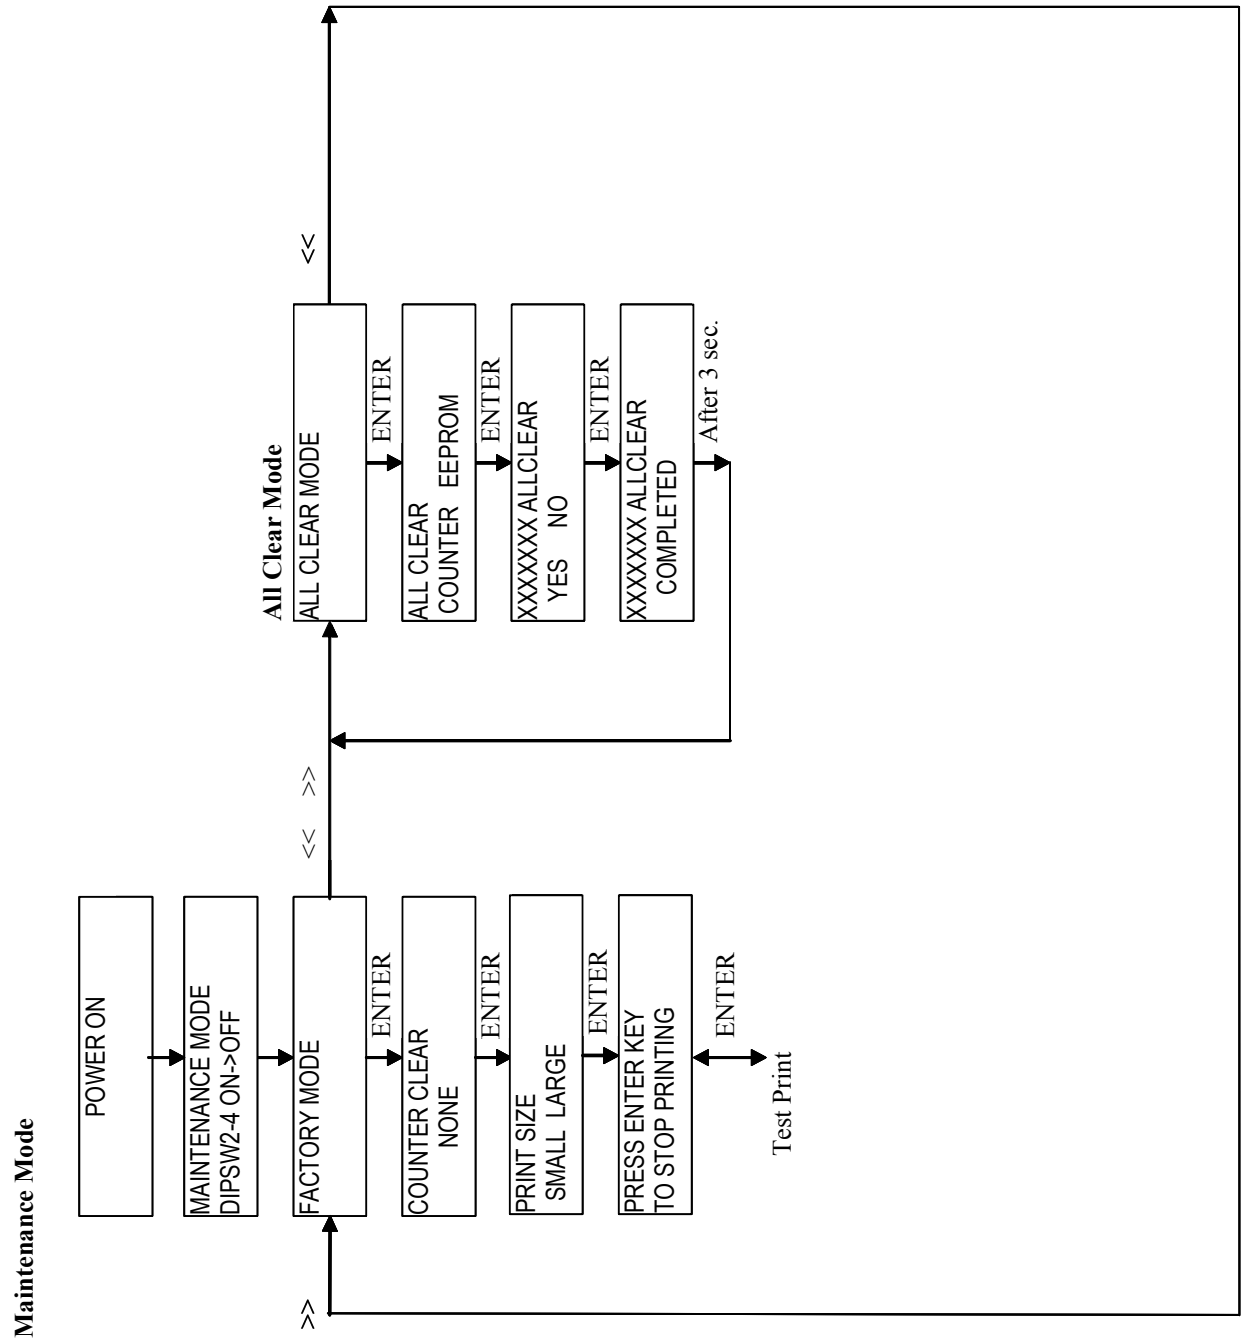 Maintenance Mode
POWER ON
MAINTENANCE MODE
DIPSW2-4 ON->OFF
All Clear Mode
>>
FACTORY MODE
<< >>
ALL CLEAR MODE
<<
ENTER
ENTER
COUNTER CLEAR
NONE
ALL CLEAR
COUNTER EEPROM
ENTER
ENTER
PRINT SIZE
SMALL LARGE
XXXXXXX ALLCLEAR
YES NO
ENTER
ENTER
PRESS ENTER KEY
TO STOP PRINTING
XXXXXXX ALLCLEAR
COMPLETED
ENTER
After 3 sec.
Test Print